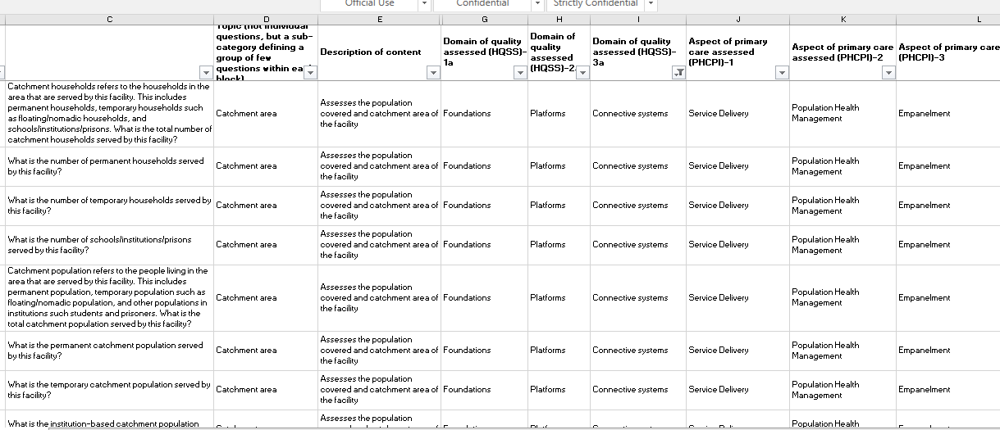 Official Use
Confidential
Strictly Confidential
C
D
E
G
H
I
J
K
L
Topic (not individual
questions, but a sub-
category defining a
group of few
questions within
block)
Description of content
Domain of quality
assessed (HQSS)-
1a
Domain of
quality
assessed
(HQSS)-2
Domain of quality
assessed (HQSS)-
3a
Aspect of primary
care assessed
(PHCPI)-1
Aspect of primary care
assessed (PHCPI)-2
Aspect of primary care
(PHCPI)-3
Catchment households refers to the households in the
area that are served by this facility. This includes
permanent households, temporary households such
as floating/nomadic households, and
schools/institutions/prisons. What is the total number of
catchment households served by this facility?
Catchment area
Assesses the population
covered and catchment area of
the facility
Foundations
Platforms
Connective systems
Service Delivery
Population Health
Management
Empanelment
What is the number of permanent households served
by this facility?
Catchment area
Assesses the population
covered and catchment area of
the facility
Foundations
Platforms
Connective systems
Service Delivery
Population Health
Management
Empanelment
What is the number of temporary households served by
this facility?
Catchment area
Assesses the population
covered and catchment area of
the facility
Foundations
Platforms
Connective systems
Service Delivery
Population Health
Management
Empanelment
What is the number of schools/institutions/prisons
served by this facility?
Catchment area
Assesses the population
covered and catchment area of
the facility
Foundations
Platforms
Connective systems
Service Delivery
Population Health
Management
Empanelment
Catchment population refers to the people living in the
area that are served by this facility. This includes
permanent population, temporary population such as
floating/nomadic population, and other populations in
institutions such students and prisoners. What is the
total catchment population served by this facility?
Catchment area
Assesses the population
covered and catchment area of
the facility
Foundations
Platforms
Connective systems
Service Delivery
Population Health
Management
Empanelment
What is the permanent catchment population served
by this facility?
Catchment area
Assesses the population
covered and catchment area of
the facility
Foundations
Platforms
Connective systems
Service Delivery
Population Health
Management
Empanelment
What is the temporary catchment population served by
this facility?
Catchment area
Assesses the population
covered and catchment area of
the facility
Foundations
Platforms
Connective systems
Service Delivery
Population Health
Management
Empanelment
What is the institution-based catchment population
Assesses the population
Population Health